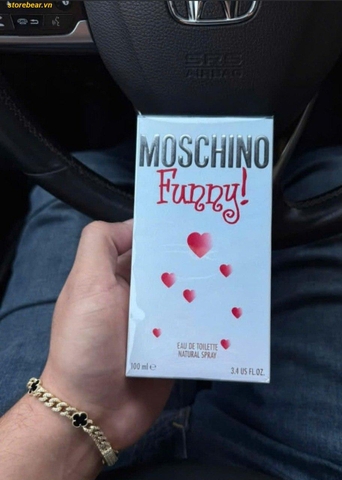 storebear.vn
SRS
AIRBAG
MOSCHINO
Funny!
EAU DE TOILETTE
NATURAL SPRAY
100 ml e
3.4 US FL.OZ.